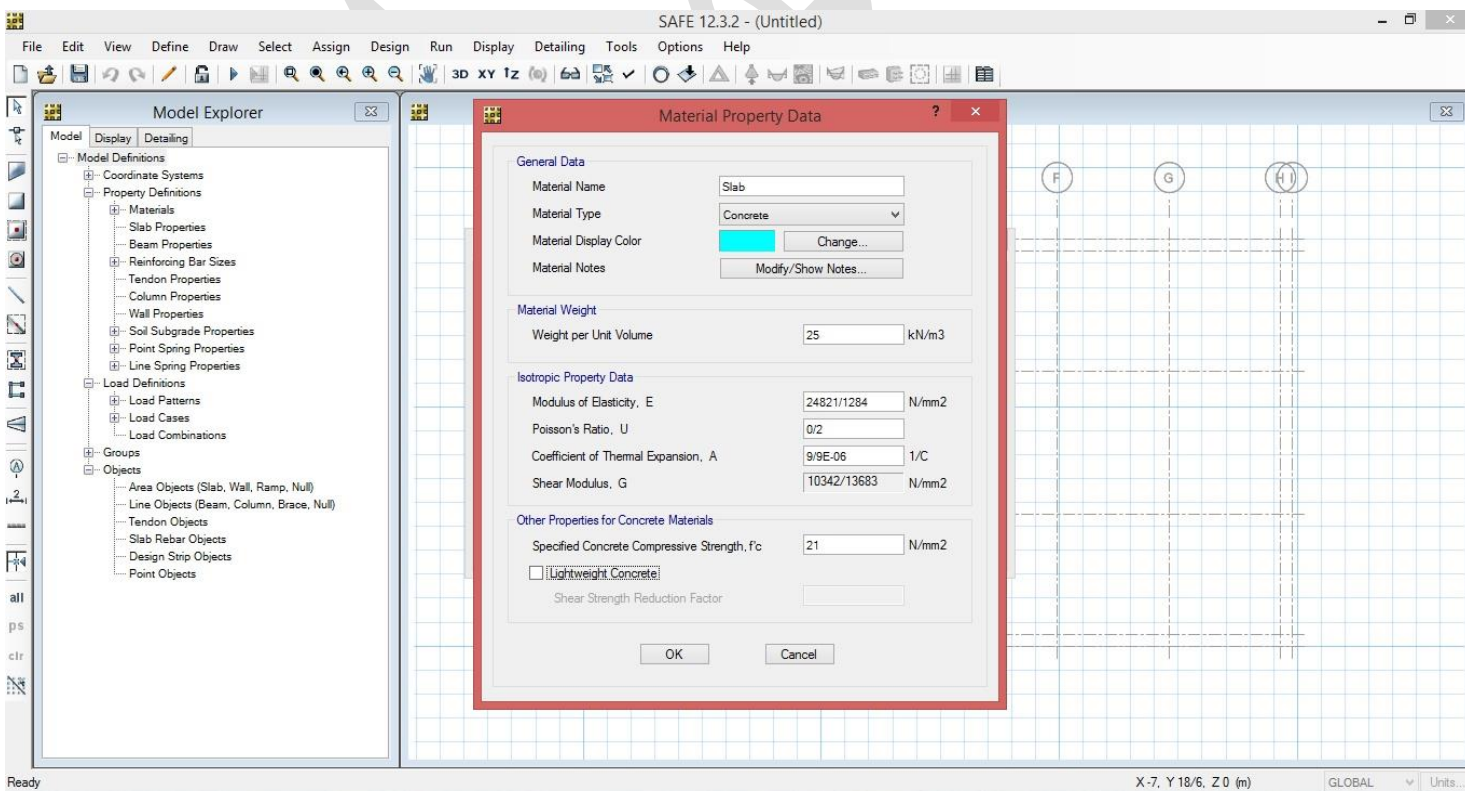 SAFE 12.3.2 - (Untitled)
File Edit View Define Draw Select Assign Design Run Display Detailing Tools Options Help
3D XY
Model Explorer
Model Display Detailing
Model Definitions
Coordinate Systems
Property Definitions
Materials
Slab Properties
Beam Properties
Reinforcing Bar Sizes
Tendon Properties
Column Properties
Wall Properties
Soil Subgrade Properties
Point Spring Properties
Line Spring Properties
Load Definitions
Load Patterns
Load Cases
Load Combinations
Groups
Objects
Area Objects (Slab, Wall, Ramp, Null)
Line Objects (Beam, Column, Brace, Null)
Tendon Objects
Slab Rebar Objects
Design Strip Objects
Point Objects
all
ps
clr
Material Property Data ?
General Data
Material Name Slab
Material Type Concrete
Material Display Color Change...
Material Notes Modify/Show Notes...
Material Weight
Weight per Unit Volume 25 kN/m3
Isotropic Property Data
Modulus of Elasticity, E 24821/1284 N/mm2
Poisson's Ratio, U 0/2
Coefficient of Thermal Expansion, A 9/9E-06 1/C
Shear Modulus, G 10342/13683 N/mm2
Other Properties for Concrete Materials
Specified Concrete Compressive Strength, f'c 21 N/mm2
Lightweight Concrete
Shear Strength Reduction Factor
OK Cancel
F G H I
Ready X -7, Y 18/6, Z 0 (m) GLOBAL Units...